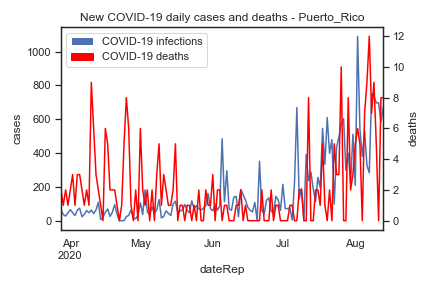 New COVID-19 daily cases and deaths - Puerto_Rico
COVID-19 infections
COVID-19 deaths
1000
800
600
400
200
0
cases
12
10
8
6
4
2
0
deaths
Apr May Jun Jul Aug
2020
dateRep